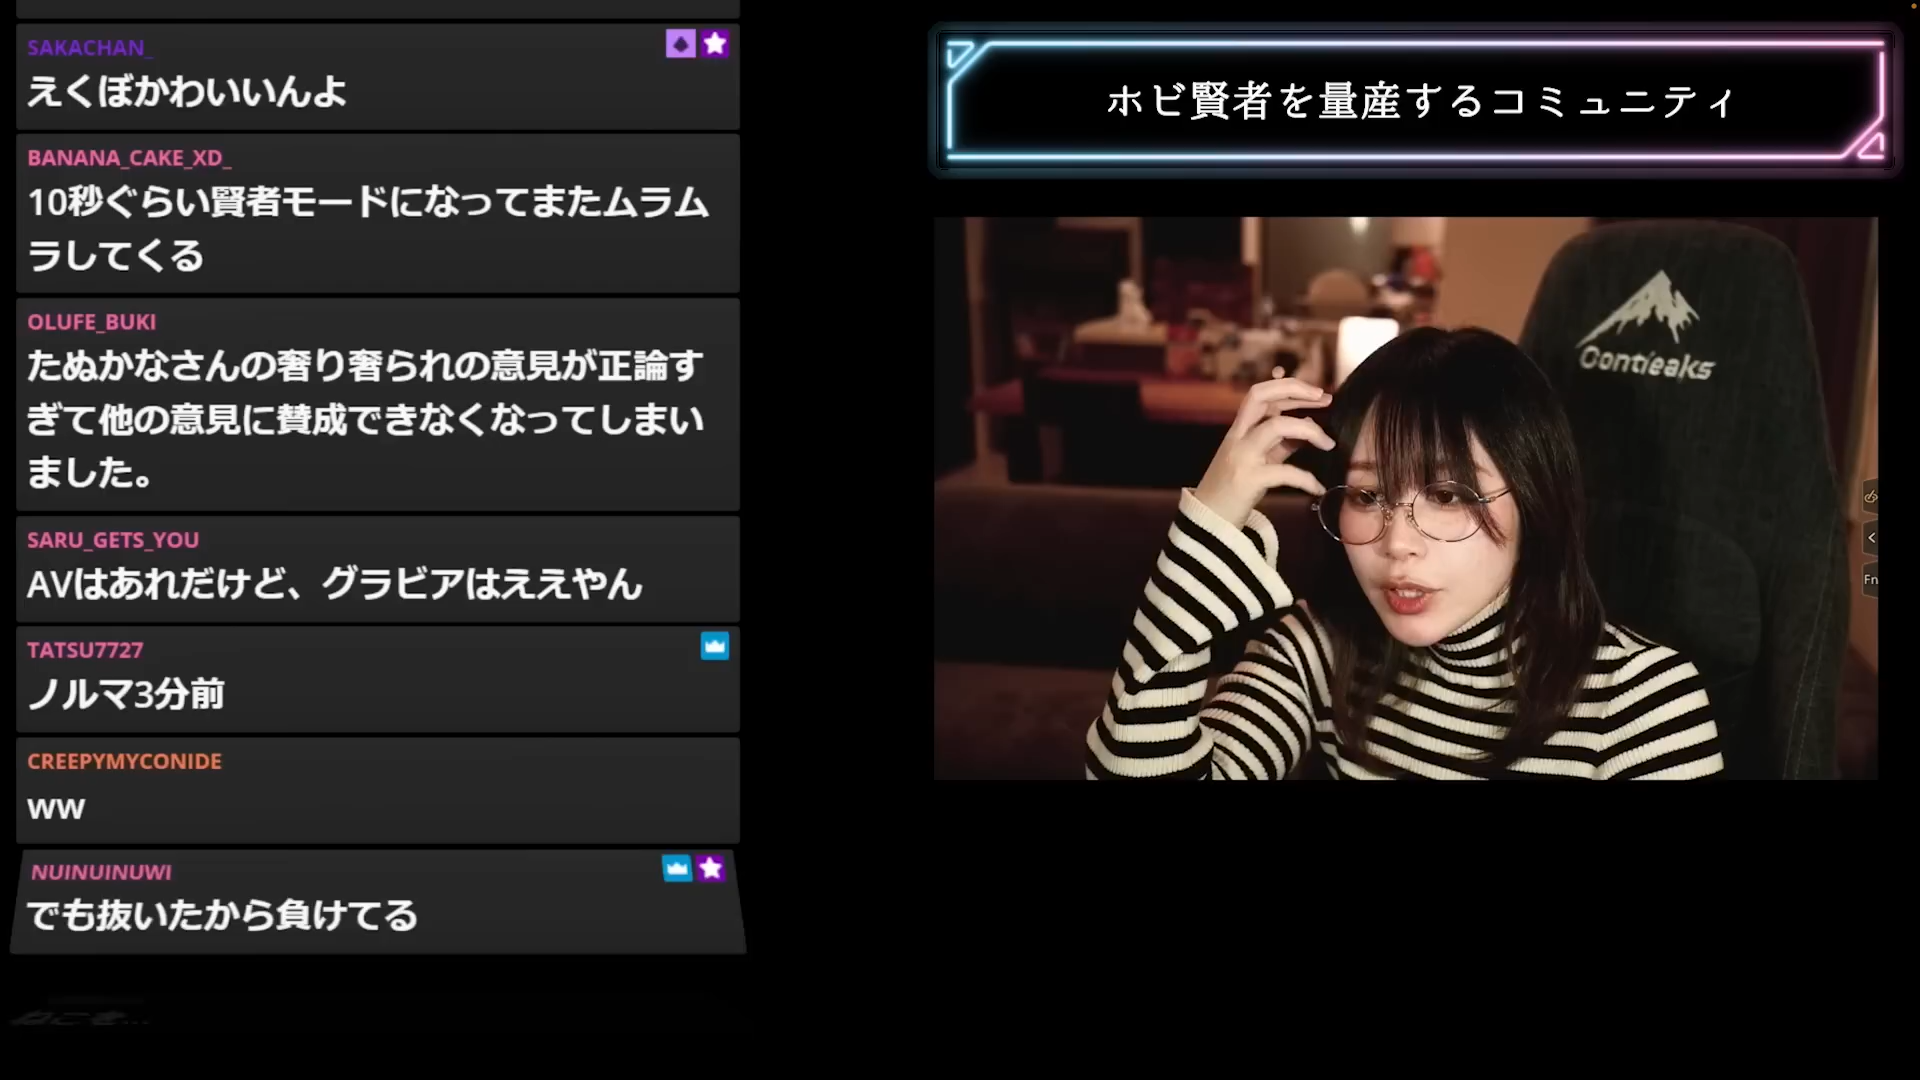 SAKACHAN_
えくぼかわいいんよ
BANANA_CAKE_XD_
10秒ぐらい賢者モードになってまたムラム
ラしてくる
OLUFE_BUKI
たぬかなさんの奢り奢られの意見が正論す
ぎて他の意見に賛成できなくなってしまい
ました。
SARU_GETS_YOU
AVはあれだけど、グラビアはええやん
TATSU7727
ノルマ3分前
CREEPYMYCONIDE
ww
NUINUINUWI
でも抜いたから負けてる
ホビ賢者を量産するコミュニティ
Contieaks
Fn